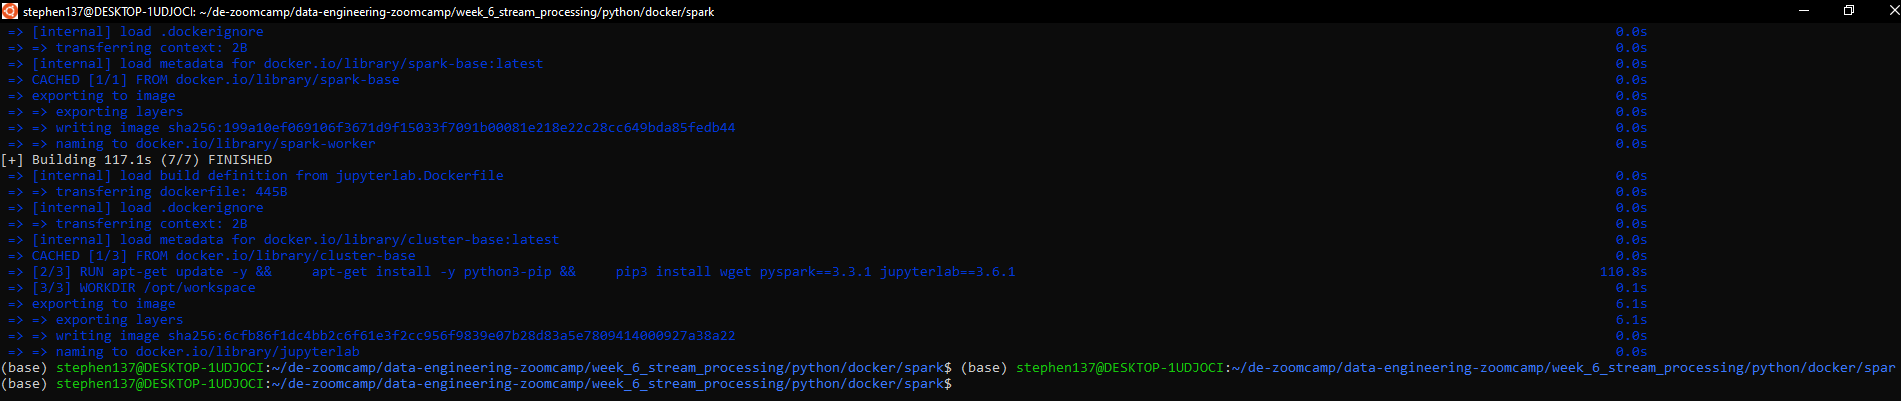 stephen137@DESKTOP-1UDJOCI: ~/de-zoomcamp/data-engineering-zoomcamp/week_6_stream_processing/python/docker/spark
=> [internal] load .dockerignore 0.0s
=> => transferring context: 2B 0.0s
=> [internal] load metadata for docker.io/library/spark-base:latest 0.0s
=> CACHED [1/1] FROM docker.io/library/spark-base 0.0s
=> exporting to image 0.0s
=> => exporting layers 0.0s
=> => writing image sha256:199a10ef069106f3671d9f15033f7091b00081e218e22c28cc649bda85fedb44 0.0s
=> => naming to docker.io/library/spark-worker 0.0s
[+] Building 117.1s (7/7) FINISHED
=> [internal] load build definition from jupyterlab.Dockerfile 0.0s
=> => transferring dockerfile: 445B 0.0s
=> [internal] load .dockerignore 0.0s
=> => transferring context: 2B 0.0s
=> [internal] load metadata for docker.io/library/cluster-base:latest 0.0s
=> CACHED [1/3] FROM docker.io/library/cluster-base 0.0s
=> [2/3] RUN apt-get update -y &&     apt-get install -y python3-pip &&     pip3 install wget pyspark==3.3.1 jupyterlab==3.6.1 110.8s
=> [3/3] WORKDIR /opt/workspace 0.1s
=> exporting to image 6.1s
=> => exporting layers 6.1s
=> => writing image sha256:6cfb86f1dc4bb2c6f61e3f2cc956f9839e07b28d83a5e7809414000927a38a22 0.0s
=> => naming to docker.io/library/jupyterlab 0.0s
(base) stephen137@DESKTOP-1UDJOCI:~/de-zoomcamp/data-engineering-zoomcamp/week_6_stream_processing/python/docker/spark$ (base) stephen137@DESKTOP-1UDJOCI:~/de-zoomcamp/data-engineering-zoomcamp/week_6_stream_processing/python/docker/spar
(base) stephen137@DESKTOP-1UDJOCI:~/de-zoomcamp/data-engineering-zoomcamp/week_6_stream_processing/python/docker/spark$